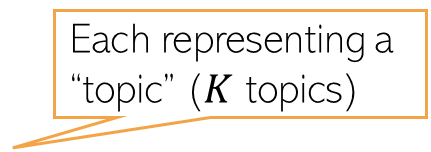 Each representing a
“topic” (K topics)